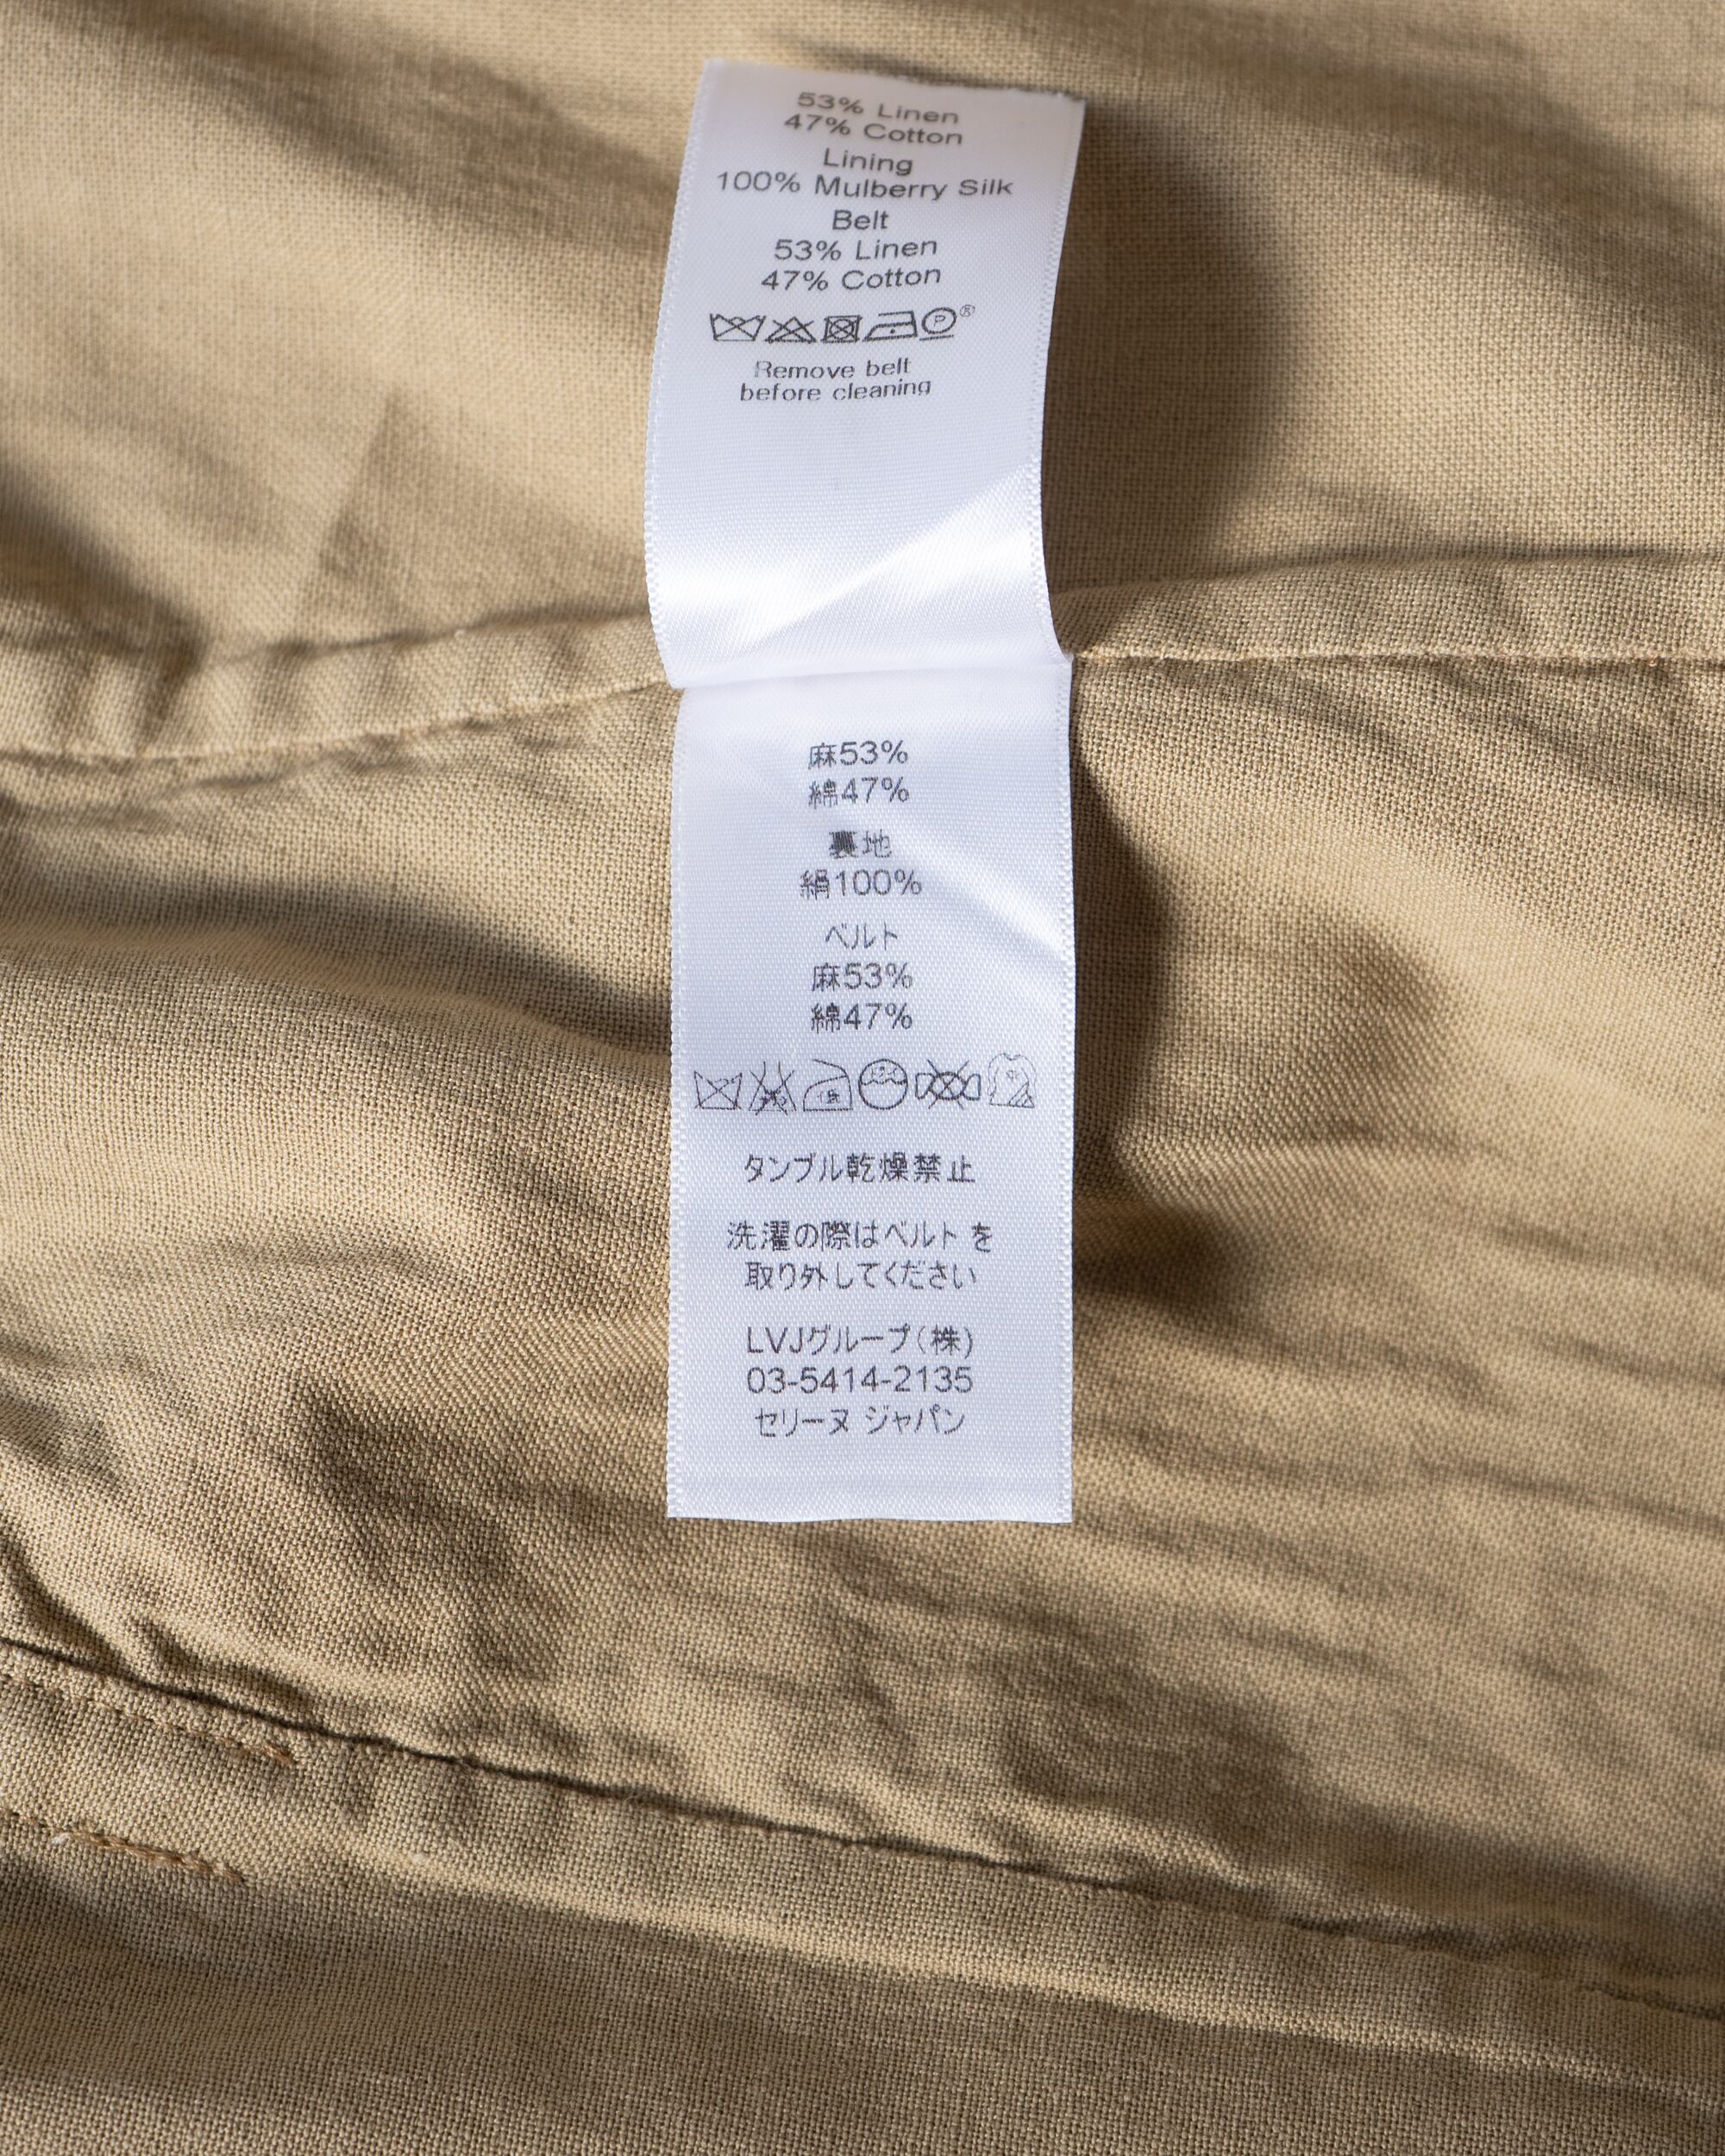 53% Linen
47% Cotton
Lining
100% Mulberry Silk
Belt
53% Linen
47% Cotton
P ®
Remove belt
before cleaning
麻53%
綿47%
裏地
絹100%
ベルト
麻53%
綿47%
タンブル乾燥禁止
洗濯の際はベルト を
取り外してください
LVJグループ(株)
03-5414-2135
セリーヌ ジャパン